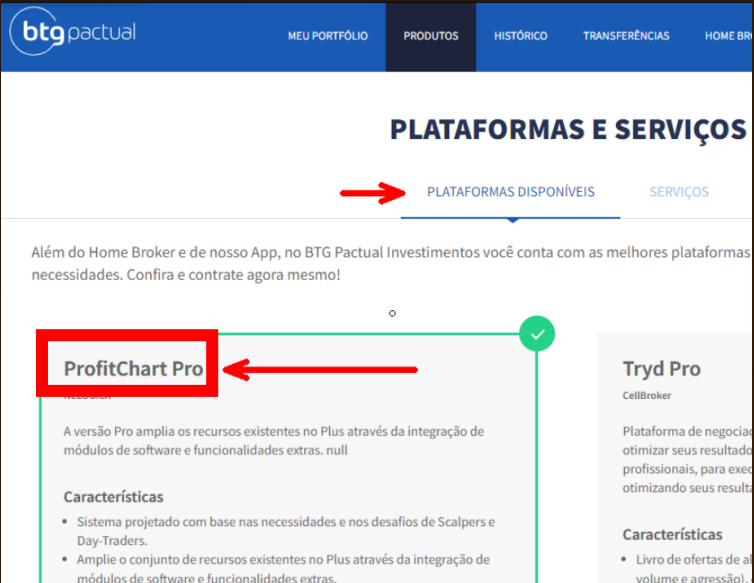 btgpactual
MEU PORTFÓLIO PRODUTOS HISTÓRICO TRANSFERÊNCIAS HOME BR
PLATAFORMAS E SERVIÇOS
PLATAFORMAS DISPONÍVEIS SERVIÇOS
Além do Home Broker e de nosso App, no BTG Pactual Investimentos você conta com as melhores plataformas
necessidades. Confira e contrate agora mesmo!
ProfitChart Pro
A versão Pro amplia os recursos existentes no Plus através da integração de
módulos de software e funcionalidades extras. null
Características
Sistema projetado com base nas necessidades e nos desafios de Scalpers e
Day-Traders.
Amplie o conjunto de recursos existentes no Plus através da integração de
módulos de software e funcionalidades extras.
Tryd Pro
CellBroker
Plataforma de negocia
otimizar seus resultado
profissionais, para exec
otimizando seus resulta
Características
Livro de ofertas de al
volume e agressão).